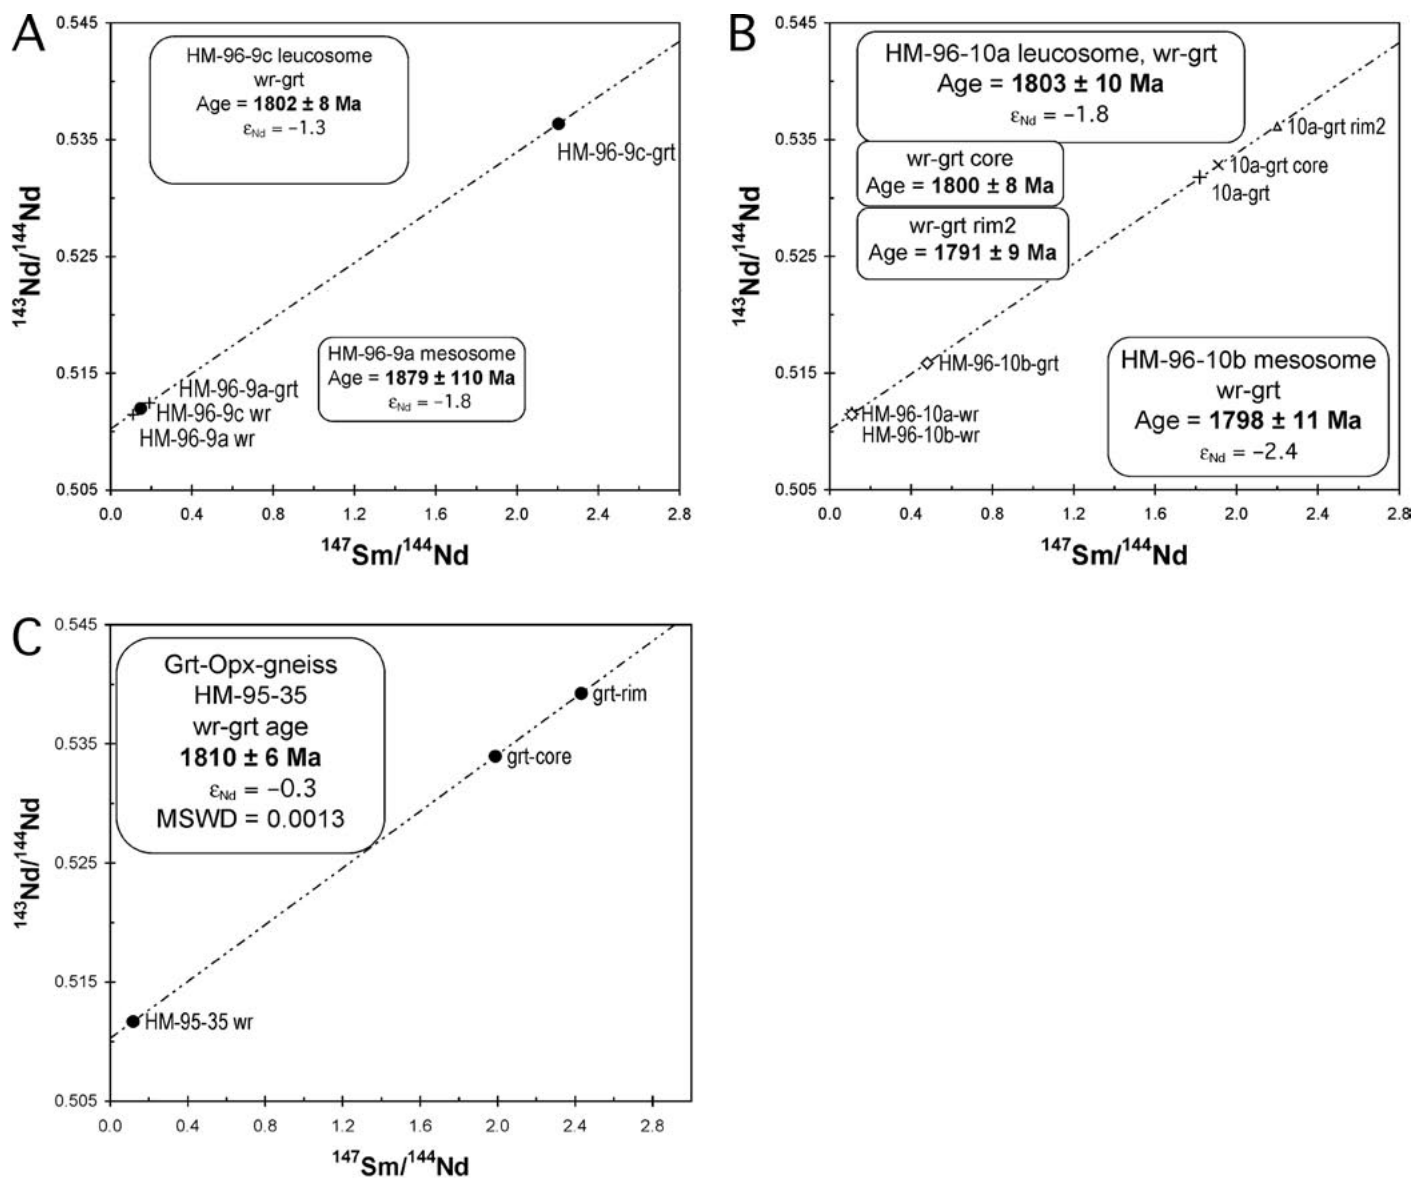 A
0.545
0.535
0.525
0.515
0.505
¹⁴³Nd/¹⁴⁴Nd
HM-96-9c leucosome
wr-grt
Age = 1802 ± 8 Ma
εNd = –1.3
HM-96-9c-grt
HM-96-9a mesosome
Age = 1879 ± 110 Ma
εNd = –1.8
HM-96-9a-grt
HM-96-9c wr
HM-96-9a wr
0.0 0.4 0.8 1.2 1.6 2.0 2.4 2.8
¹⁴⁷Sm/¹⁴⁴Nd
B
0.545
0.535
0.525
0.515
0.505
¹⁴³Nd/¹⁴⁴Nd
HM-96-10a leucosome, wr-grt
Age = 1803 ± 10 Ma
εNd = –1.8
wr-grt core
Age = 1800 ± 8 Ma
wr-grt rim2
Age = 1791 ± 9 Ma
10a-grt rim2
10a-grt core
10a-grt
HM-96-10b-grt
HM-96-10a-wr
HM-96-10b-wr
HM-96-10b mesosome
wr-grt
Age = 1798 ± 11 Ma
εNd = –2.4
0.0 0.4 0.8 1.2 1.6 2.0 2.4 2.8
¹⁴⁷Sm/¹⁴⁴Nd
C
0.545
0.535
0.525
0.515
0.505
¹⁴³Nd/¹⁴⁴Nd
Grt-Opx-gneiss
HM-95-35
wr-grt age
1810 ± 6 Ma
εNd = –0.3
MSWD = 0.0013
grt-rim
grt-core
HM-95-35 wr
0.0 0.4 0.8 1.2 1.6 2.0 2.4 2.8
¹⁴⁷Sm/¹⁴⁴Nd